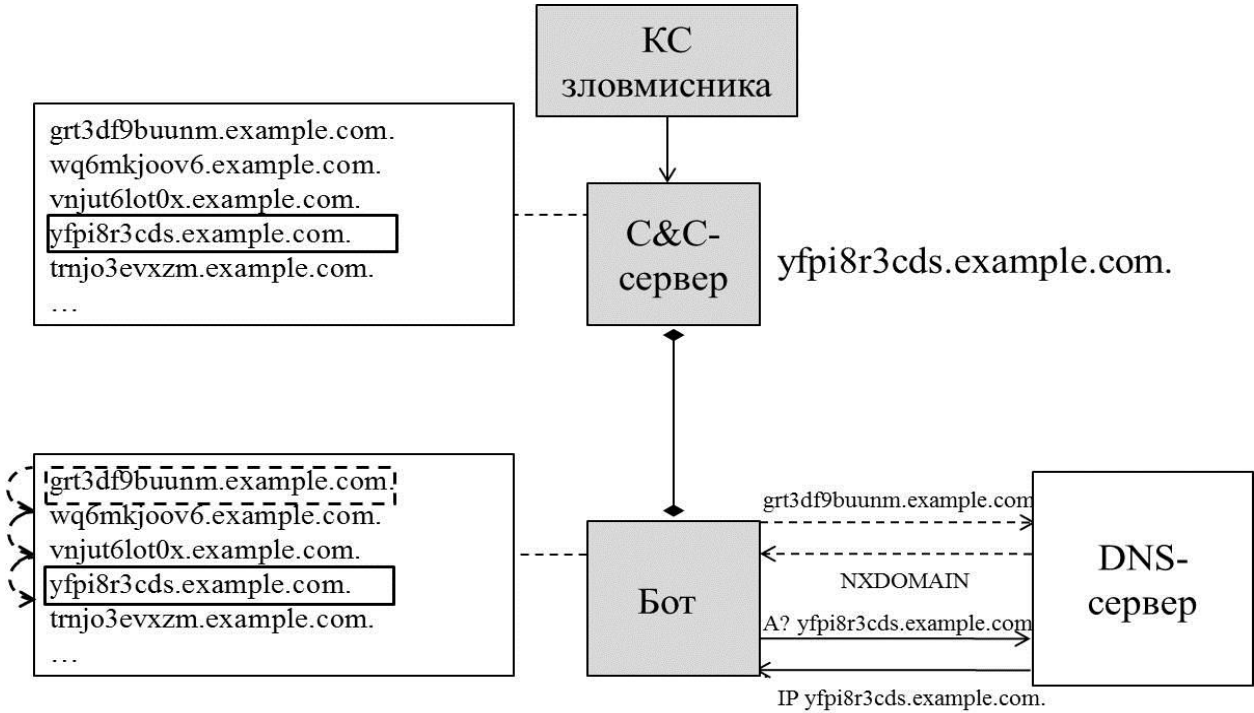 КС
зловмисника
grt3df9buunm.example.com.
wq6mkjoov6.example.com.
vnjut6lot0x.example.com.
yfpi8r3cds.example.com.
trnjo3evxzm.example.com.
…
C&C-
сервер
yfpi8r3cds.example.com.
grt3df9buunm.example.com.
wq6mkjoov6.example.com.
vnjut6lot0x.example.com.
yfpi8r3cds.example.com.
trnjo3evxzm.example.com.
…
Бот
grt3df9buunm.example.com
NXDOMAIN
A? yfpi8r3cds.example.com
IP yfpi8r3cds.example.com.
DNS-
сервер